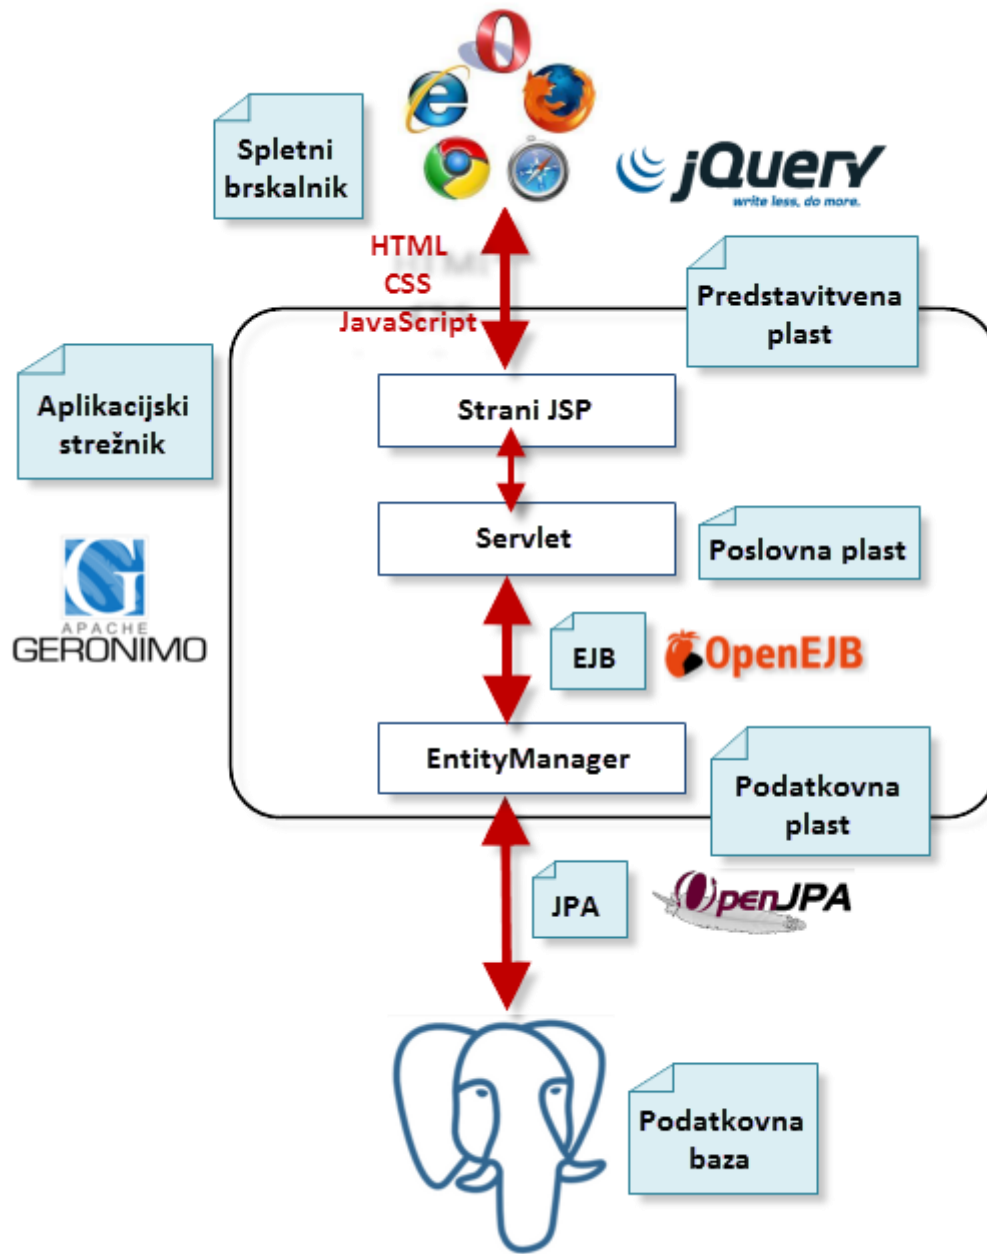 Spletni
brskalnik
jQuery
write less, do more.
HTML
CSS
JavaScript
Predstavitvena
plast
Aplikacijski
strežnik
Strani JSP
Servlet
Poslovna plast
G
APACHE
GERONIMO
EJB
OpenEJB
EntityManager
Podatkovna
plast
JPA
OpenJPA
Podatkovna
baza